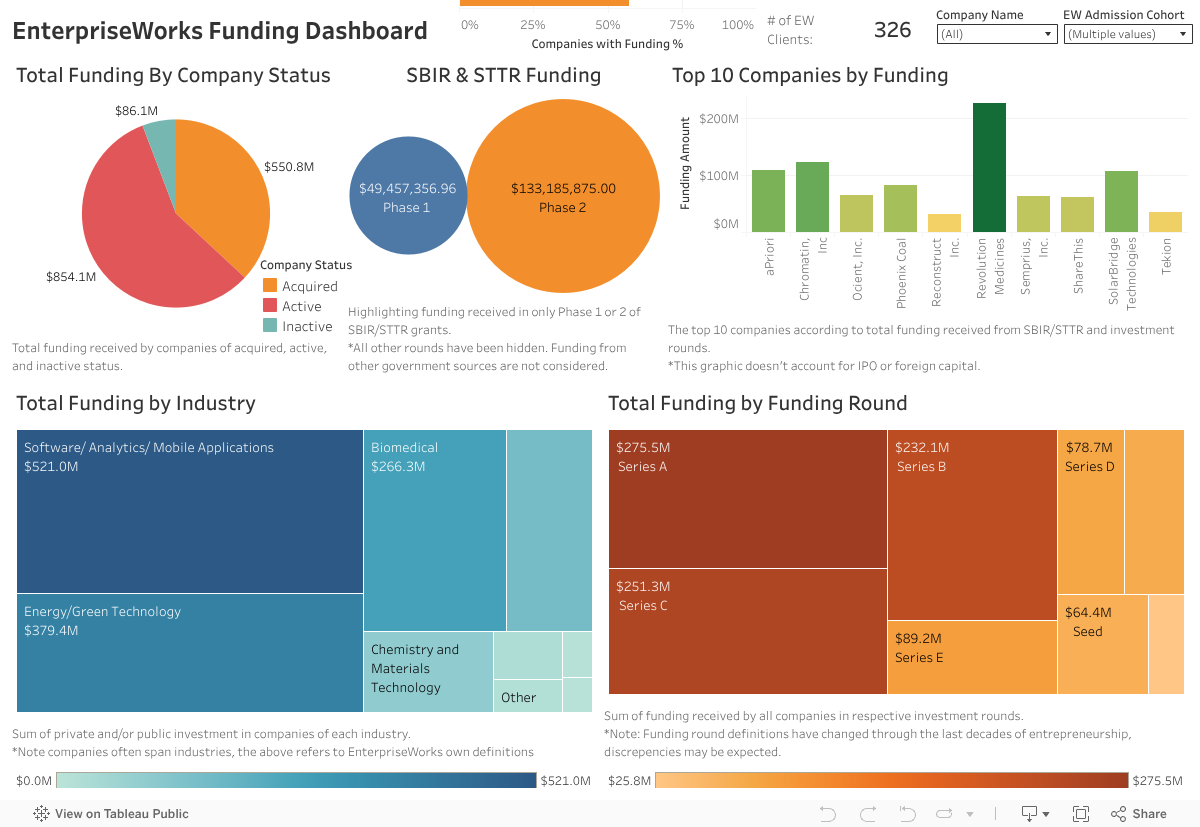 EnterpriseWorks Funding Dashboard
0% 25% 50% 75% 100%
Companies with Funding %
# of EW
Clients:
326
Company Name
(All)
EW Admission Cohort
(Multiple values)
Total Funding By Company Status
$86.1M
$550.8M
$854.1M
Company Status
Acquired
Active
Inactive
Total funding received by companies of acquired, active,
and inactive status.
SBIR & STTR Funding
$49,457,356.96
Phase 1
$133,185,875.00
Phase 2
Highlighting funding received in only Phase 1 or 2 of
SBIR/STTR grants.
*All other rounds have been hidden. Funding from
other government sources are not considered.
Top 10 Companies by Funding
Funding Amount
$200M
$100M
$0M
aPriori
Chromatin,
Inc
Ocient, Inc.
Phoenix Coal
Reconstruct
Inc.
Revolution
Medicines
Semprius,
Inc.
ShareThis
SolarBridge
Technologies
Tekion
The top 10 companies according to total funding received from SBIR/STTR and investment
rounds.
*This graphic doesn't account for IPO or foreign capital.
Total Funding by Industry
Software/ Analytics/ Mobile Applications
$521.0M
Biomedical
$266.3M
Energy/Green Technology
$379.4M
Chemistry and
Materials
Technology
Other
Sum of private and/or public investment in companies of each industry.
*Note companies often span industries, the above refers to EnterpriseWorks own definitions
$0.0M $521.0M
Total Funding by Funding Round
$275.5M
Series A
$232.1M
Series B
$78.7M
Series D
$251.3M
Series C
$89.2M
Series E
$64.4M
Seed
Sum of funding received by all companies in respective investment rounds.
*Note: Funding round definitions have changed through the last decades of entrepreneurship,
discrepencies may be expected.
$25.8M $275.5M
View on Tableau Public
Share